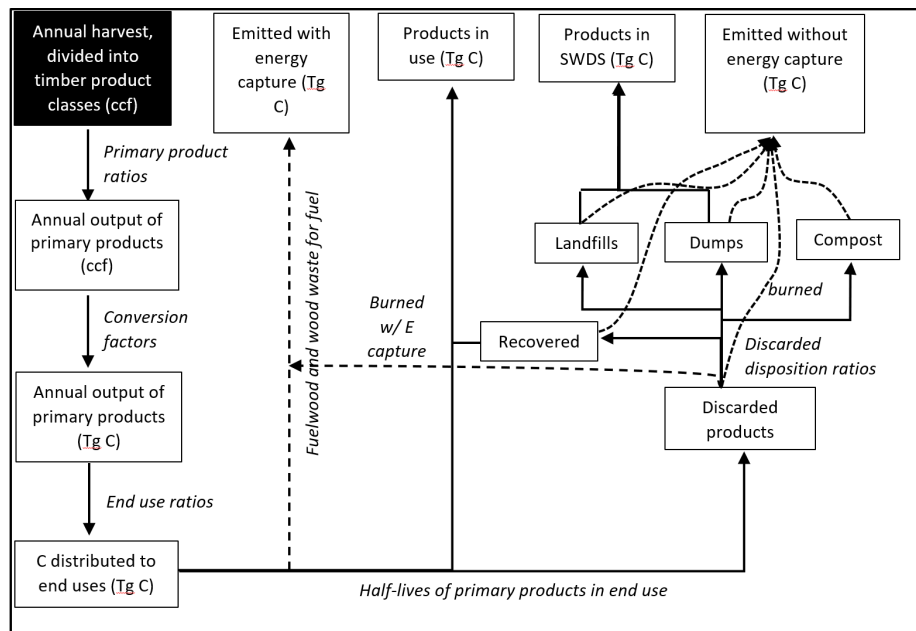 Annual harvest,
divided into
timber product
classes (ccf)
Emitted with
energy
capture (Tg
C)
Products in
use (Tg C)
Products in
SWDS (Tg C)
Emitted without
energy capture
(Tg C)
Primary product
ratios
Annual output of
primary products
(ccf)
Landfills
Dumps
Compost
Fuelwood and wood waste for fuel
burned
Conversion
factors
Burned
w/ E
capture
Recovered
Discarded
disposition ratios
Annual output of
primary products
(Tg C)
Discarded
products
End use ratios
C distributed to
end uses (Tg C)
Half-lives of primary products in end use